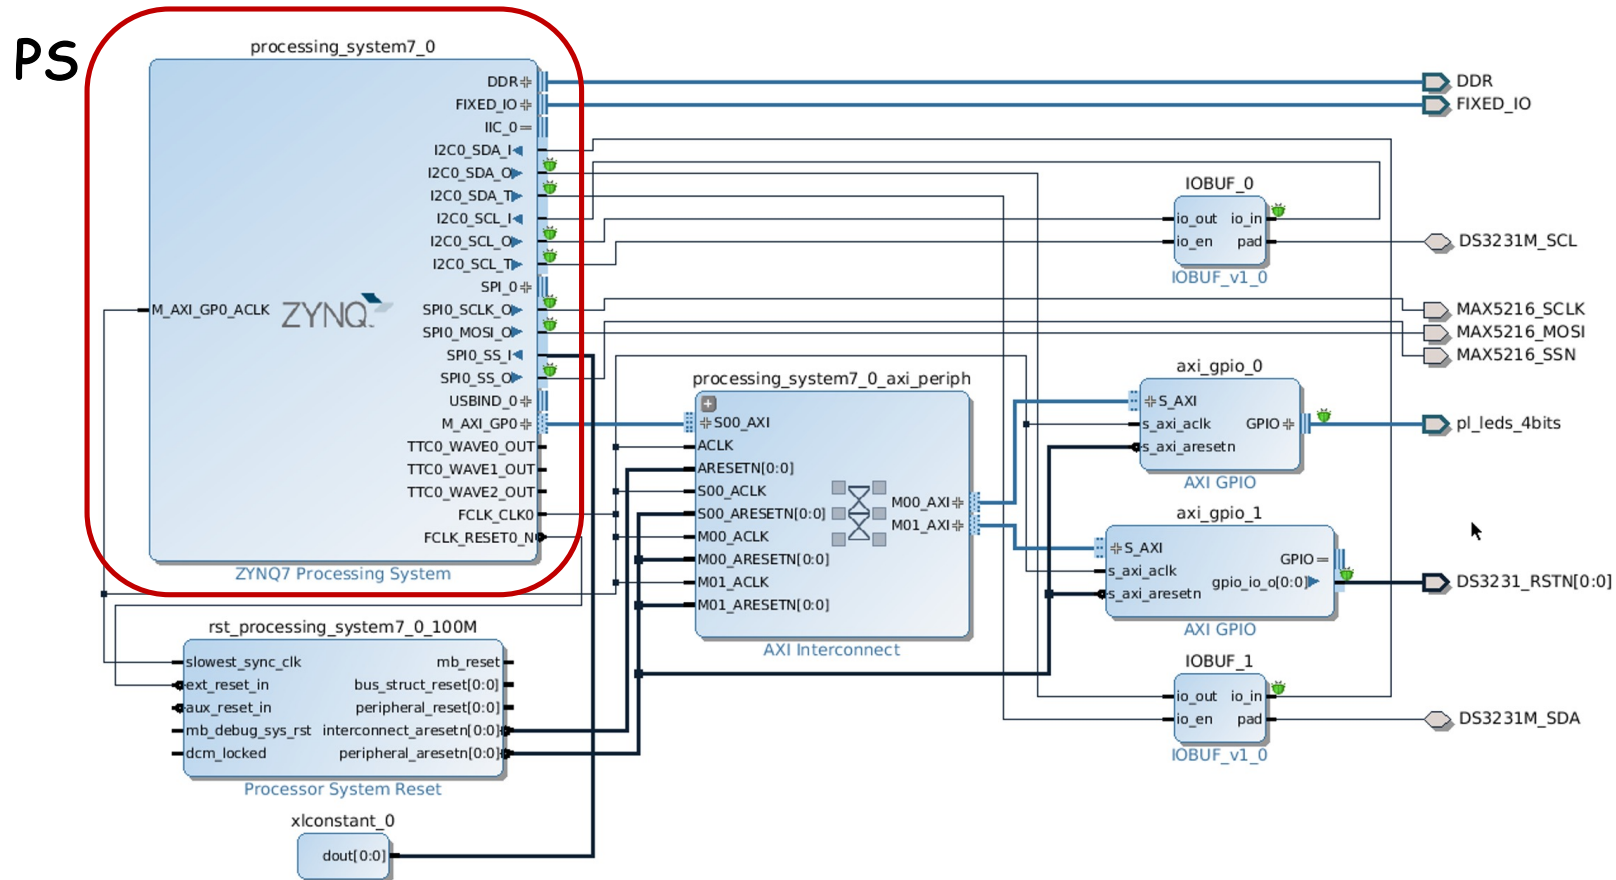 PS
processing_system7_0
DDR
FIXED_IO
IIC_0
I2C0_SDA_I
I2C0_SDA_O
I2C0_SDA_T
I2C0_SCL_I
I2C0_SCL_O
I2C0_SCL_T
SPI_0
SPI0_SCLK_O
SPI0_MOSI_O
SPI0_SS_I
SPI0_SS_O
USBIND_0
M_AXI_GP0
TTC0_WAVE0_OUT
TTC0_WAVE1_OUT
TTC0_WAVE2_OUT
FCLK_CLK0
FCLK_RESET0_N
M_AXI_GP0_ACLK
ZYNQ
ZYNQ7 Processing System
rst_processing_system7_0_100M
slowest_sync_clk
ext_reset_in
aux_reset_in
mb_debug_sys_rst
dcm_locked
mb_reset
bus_struct_reset[0:0]
peripheral_reset[0:0]
interconnect_aresetn[0:0]
peripheral_aresetn[0:0]
Processor System Reset
xlconstant_0
dout[0:0]
processing_system7_0_axi_periph
S00_AXI
ACLK
ARESETN[0:0]
S00_ACLK
S00_ARESETN[0:0]
M00_ACLK
M00_ARESETN[0:0]
M01_ACLK
M01_ARESETN[0:0]
M00_AXI
M01_AXI
AXI Interconnect
IOBUF_0
io_out
io_en
io_in
pad
IOBUF_v1_0
axi_gpio_0
S_AXI
s_axi_aclk
s_axi_aresetn
GPIO
AXI GPIO
axi_gpio_1
S_AXI
s_axi_aclk
s_axi_aresetn
GPIO
gpio_io_o[0:0]
AXI GPIO
IOBUF_1
io_out
io_en
io_in
pad
IOBUF_v1_0
DDR
FIXED_IO
DS3231M_SCL
MAX5216_SCLK
MAX5216_MOSI
MAX5216_SSN
pl_leds_4bits
DS3231_RSTN[0:0]
DS3231M_SDA